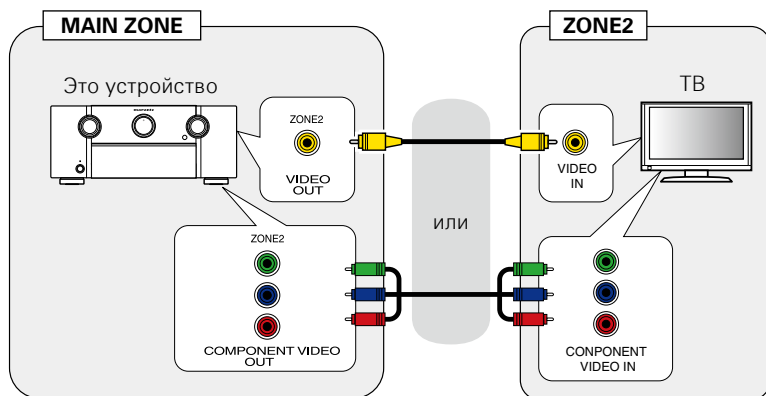 MAIN ZONE
ZONE2
Это устройство
ТВ
marantz
ZONE2
VIDEO
OUT
VIDEO
IN
или
ZONE2
COMPONENT VIDEO
OUT
CONPONENT
VIDEO IN